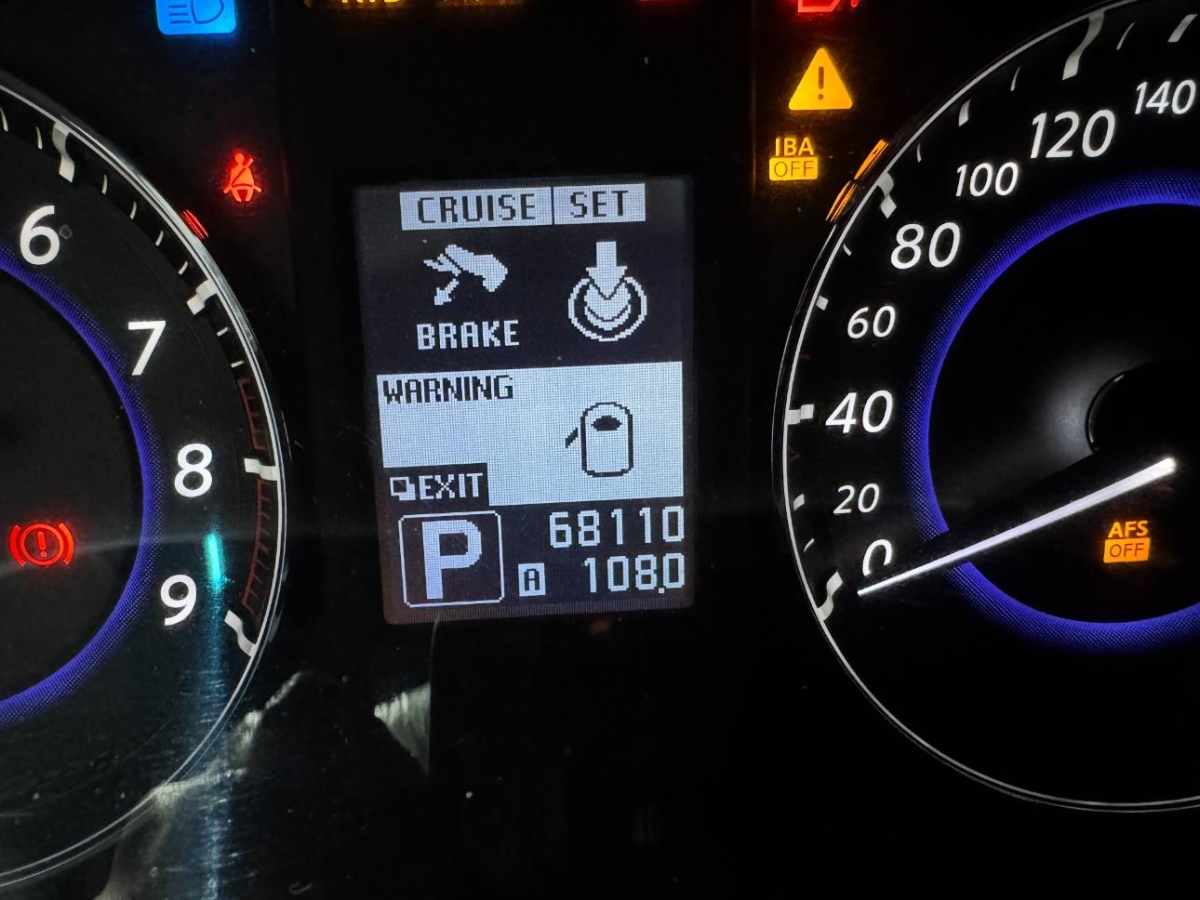 IBA
OFF
CRUISE SET
BRAKE
WARNING
EXIT
P 68110
A 108.0
6
7
8
9
0
20
40
60
80
100
120
140
AFS
OFF